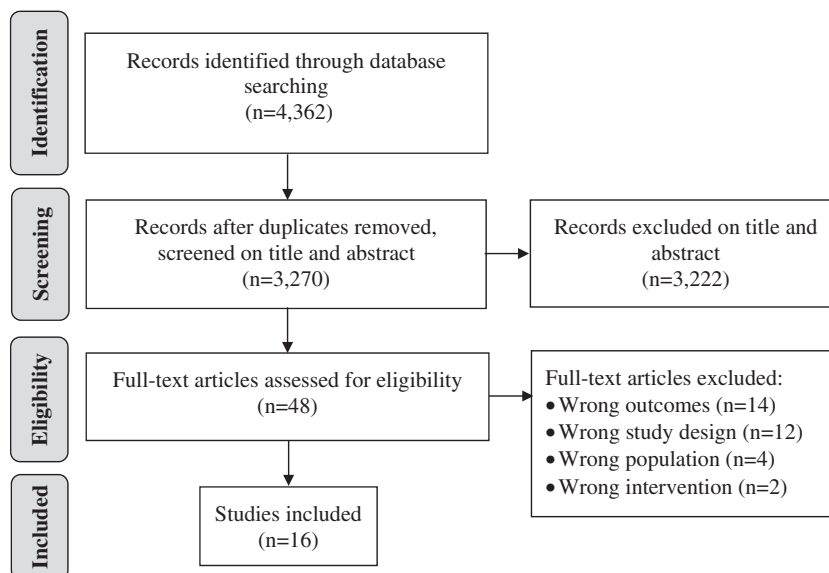 Identification
Records identified through database
searching
(n=4,362)
Screening
Records after duplicates removed,
screened on title and abstract
(n=3,270)
Records excluded on title and
abstract
(n=3,222)
Eligibility
Full-text articles assessed for eligibility
(n=48)
Full-text articles excluded:
• Wrong outcomes (n=14)
• Wrong study design (n=12)
• Wrong population (n=4)
• Wrong intervention (n=2)
Included
Studies included
(n=16)